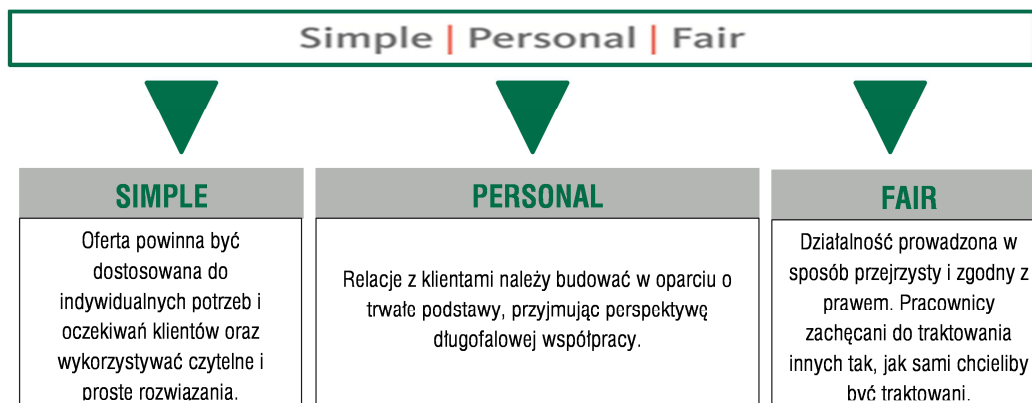 Simple | Personal | Fair
SIMPLE
Oferta powinna być
dostosowana do
indywidualnych potrzeb i
oczekiwań klientów oraz
wykorzystywać czytelne i
proste rozwiązania.
PERSONAL
Relacje z klientami należy budować w oparciu o
trwałe podstawy, przyjmując perspektywę
długofalowej współpracy.
FAIR
Działalność prowadzona w
sposób przejrzysty i zgodny z
prawem. Pracownicy
zachęcani do traktowania
innych tak, jak sami chcieliby
być traktowani.